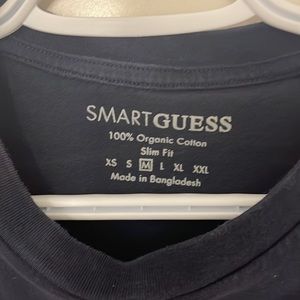 SMARTGUESS
100% Organic Cotton
Slim Fit
XS S M L XL XXL
Made in Bangladesh